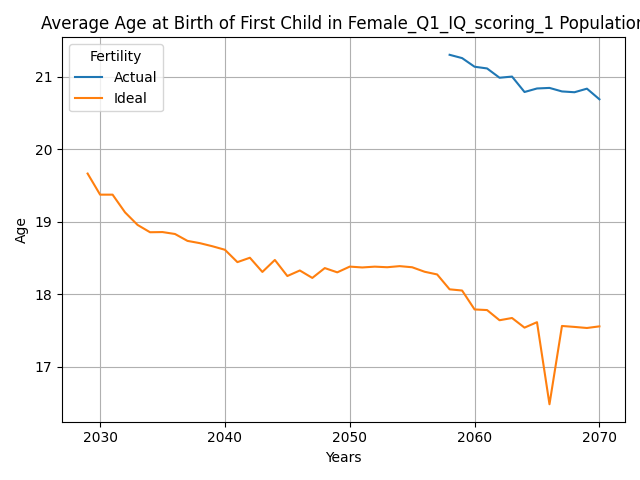 Average Age at Birth of First Child in Female_Q1_IQ_scoring_1 Population
Fertility
Actual
Ideal
21
20
19
18
17
Age
2030 2040 2050 2060 2070
Years